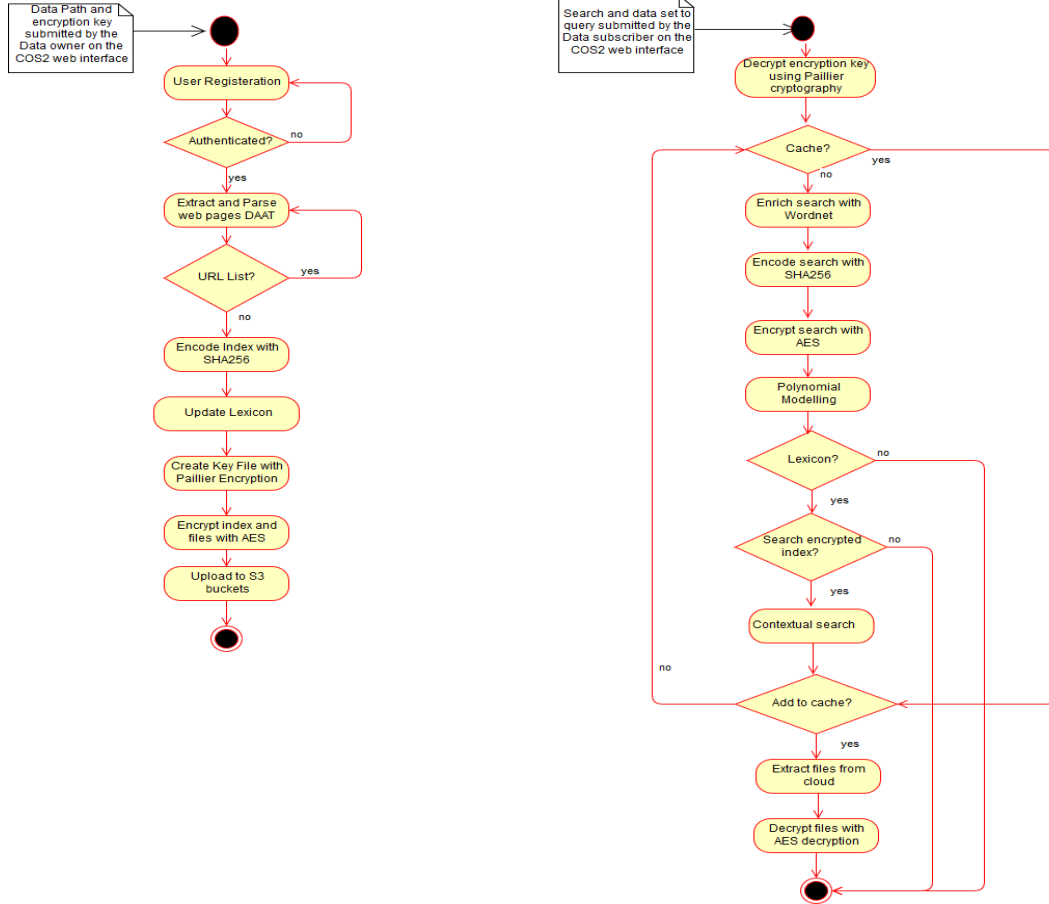 Data Path and
encryption key
submitted by the
Data owner on the
COS2 web interface
User Registeration
Authenticated?
no
yes
Extract and Parse
web pages DAAT
URL List?
yes
no
Encode Index with
SHA256
Update Lexicon
Create Key File with
Paillier Encryption
Encrypt index and
files with AES
Upload to S3
buckets
Search and data set to
query submitted by the
Data subscriber on the
COS2 web interface
Decrypt encryption key
using Paillier
cryptography
Cache?
yes
no
Enrich search with
Wordnet
Encode search with
SHA256
Encrypt search with
AES
Polynomial
Modelling
Lexicon?
no
yes
Search encrypted
index?
no
yes
Contextual search
no
Add to cache?
yes
Extract files from
cloud
Decrypt files with
AES decryption